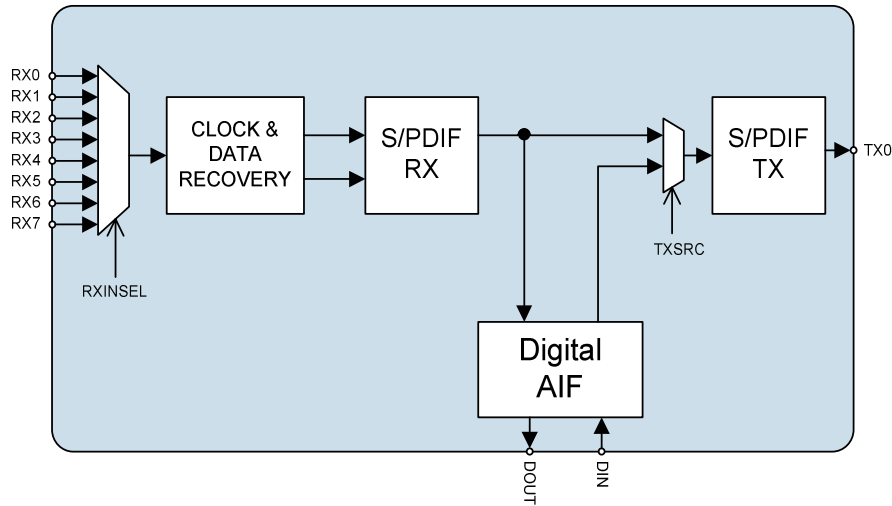 RX0
RX1
RX2
RX3
RX4
RX5
RX6
RX7
RXINSEL
CLOCK &
DATA
RECOVERY
S/PDIF
RX
TXSRC
S/PDIF
TX
TX0
Digital
AIF
DOUT
DIN